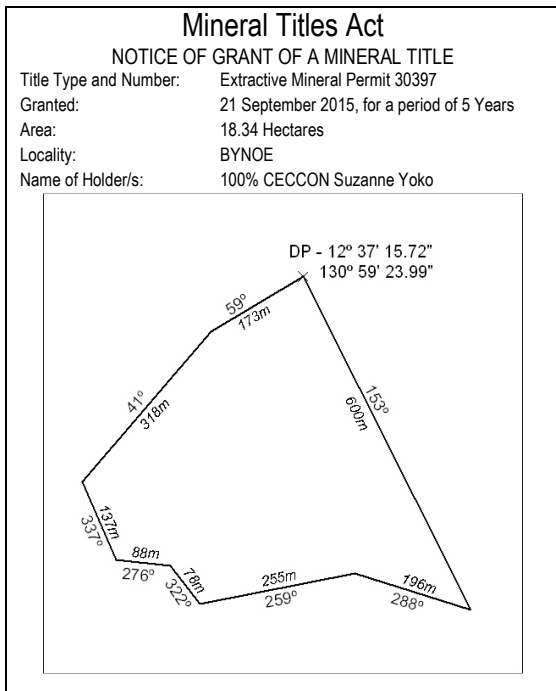 Mineral Titles Act
NOTICE OF GRANT OF A MINERAL TITLE
Title Type and Number: Extractive Mineral Permit 30397
Granted: 21 September 2015, for a period of 5 Years
Area: 18.34 Hectares
Locality: BYNOE
Name of Holder/s: 100% CECCON Suzanne Yoko
DP - 12º 37' 15.72"
130º 59' 23.99"
59º
173m
153º
600m
41º
318m
137m
337º
88m
276º
78m
322º
255m
259º
196m
288º